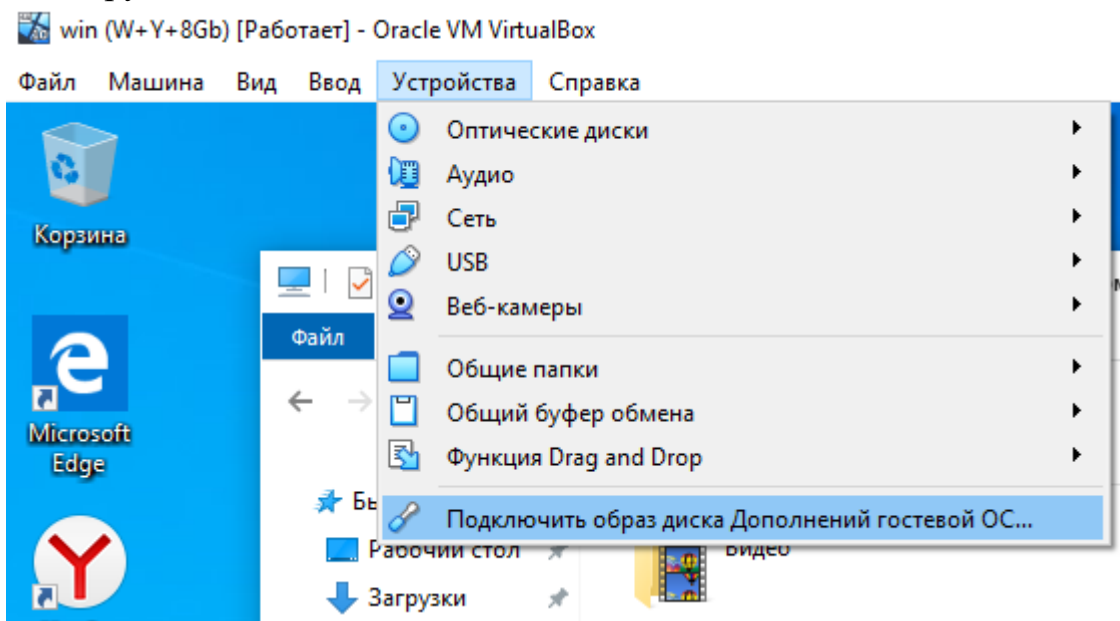 win (W+Y+8Gb) [Работает] - Oracle VM VirtualBox
Файл Машина Вид Ввод Устройства Справка
Оптические диски
Аудио
Сеть
USB
Веб-камеры
Общие папки
Общий буфер обмена
Функция Drag and Drop
Подключить образ диска Дополнений гостевой ОС...
Корзина
Microsoft
Edge
Файл
Рабочий стол
Загрузки
Видео